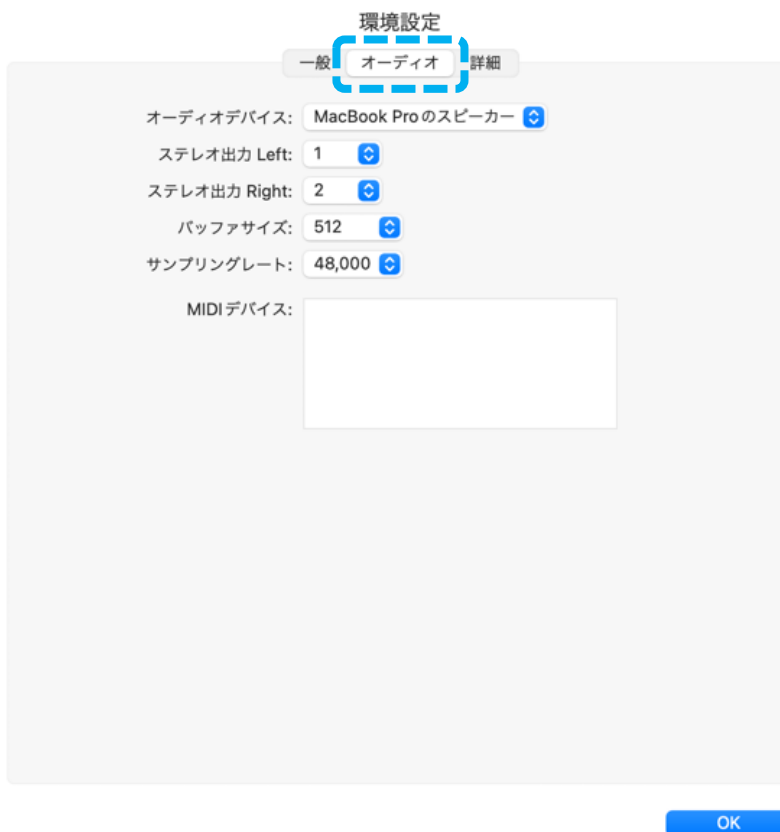 環境設定
一般 オーディオ 詳細
オーディオデバイス: MacBook Proのスピーカー
ステレオ出力 Left: 1
ステレオ出力 Right: 2
バッファサイズ: 512
サンプリングレート: 48,000
MIDIデバイス:
OK